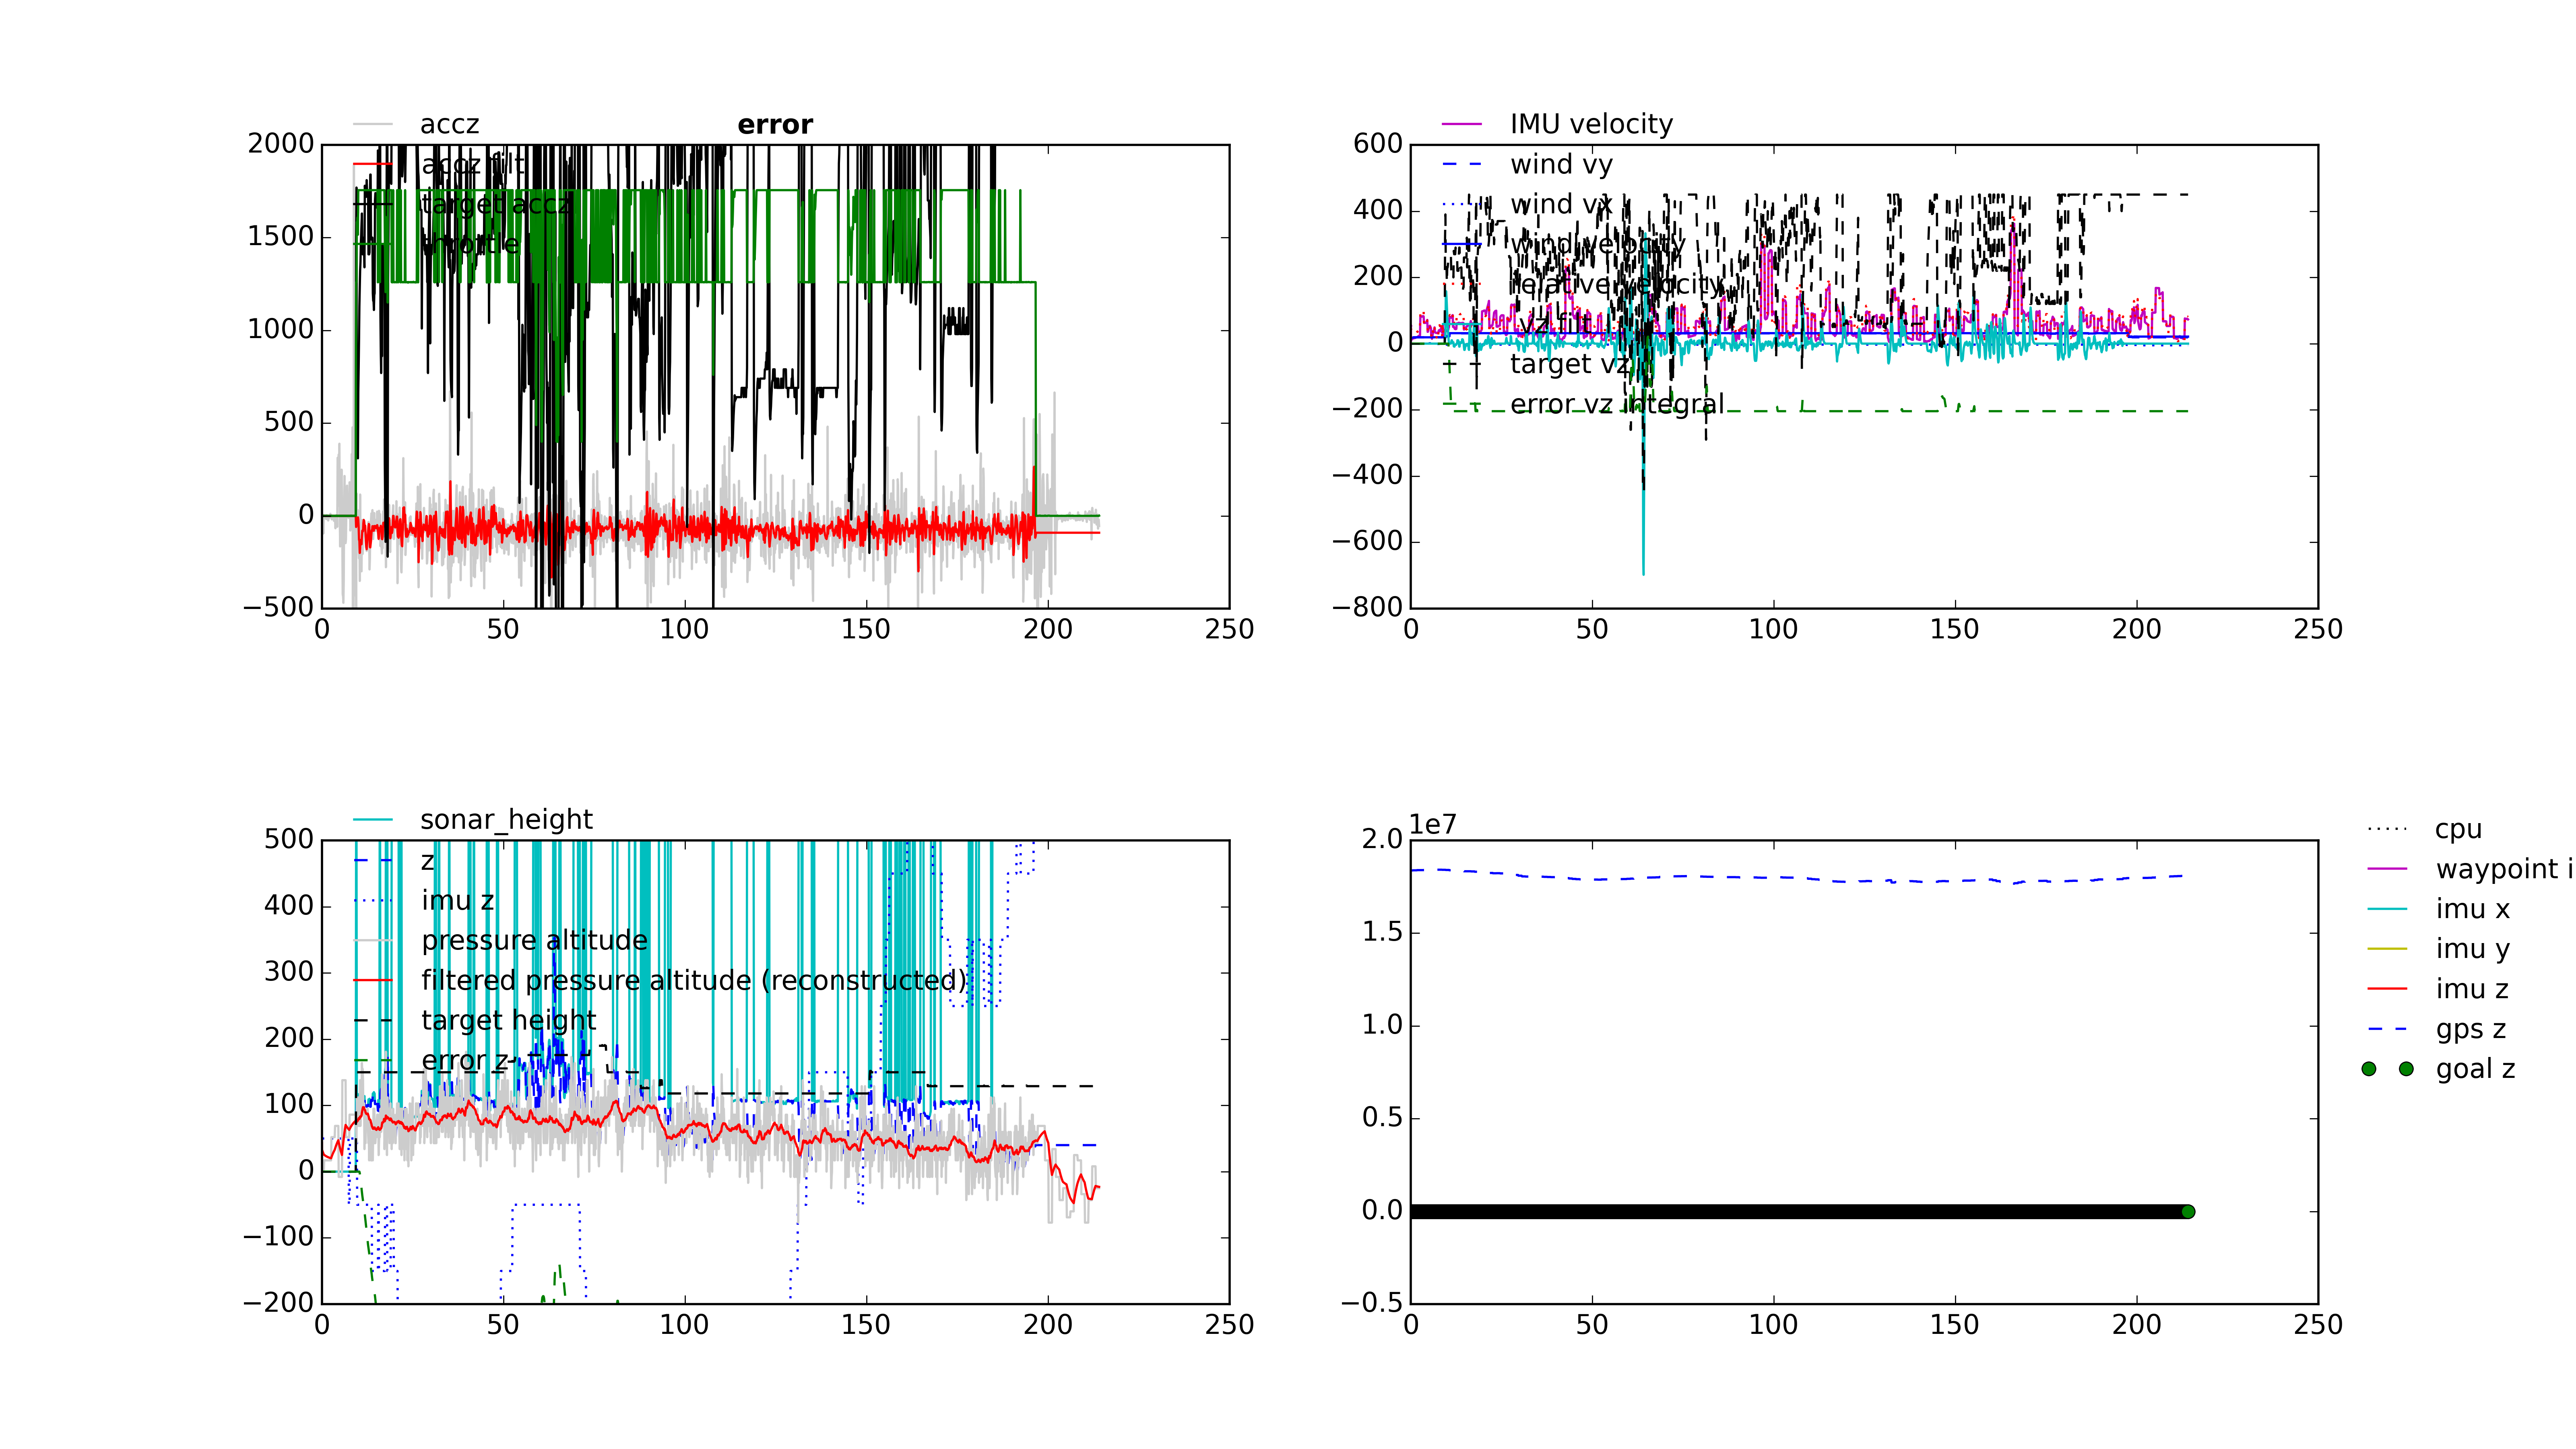 error
accz
accz filt
target accz
throttle
2000
1500
1000
500
0
−500
0 50 100 150 200 250
IMU velocity
wind vy
wind vx
wind velocity
relative velocity
vz filt
target vz
error vz integral
600
400
200
0
−200
−400
−600
−800
0 50 100 150 200 250
sonar_height
z
imu z
pressure altitude
filtered pressure altitude (reconstructed)
target height
error z
500
400
300
200
100
0
−100
−200
0 50 100 150 200 250
1e7
2.0
1.5
1.0
0.5
0.0
−0.5
0 50 100 150 200 250
cpu
waypoint i
imu x
imu y
imu z
gps z
goal z